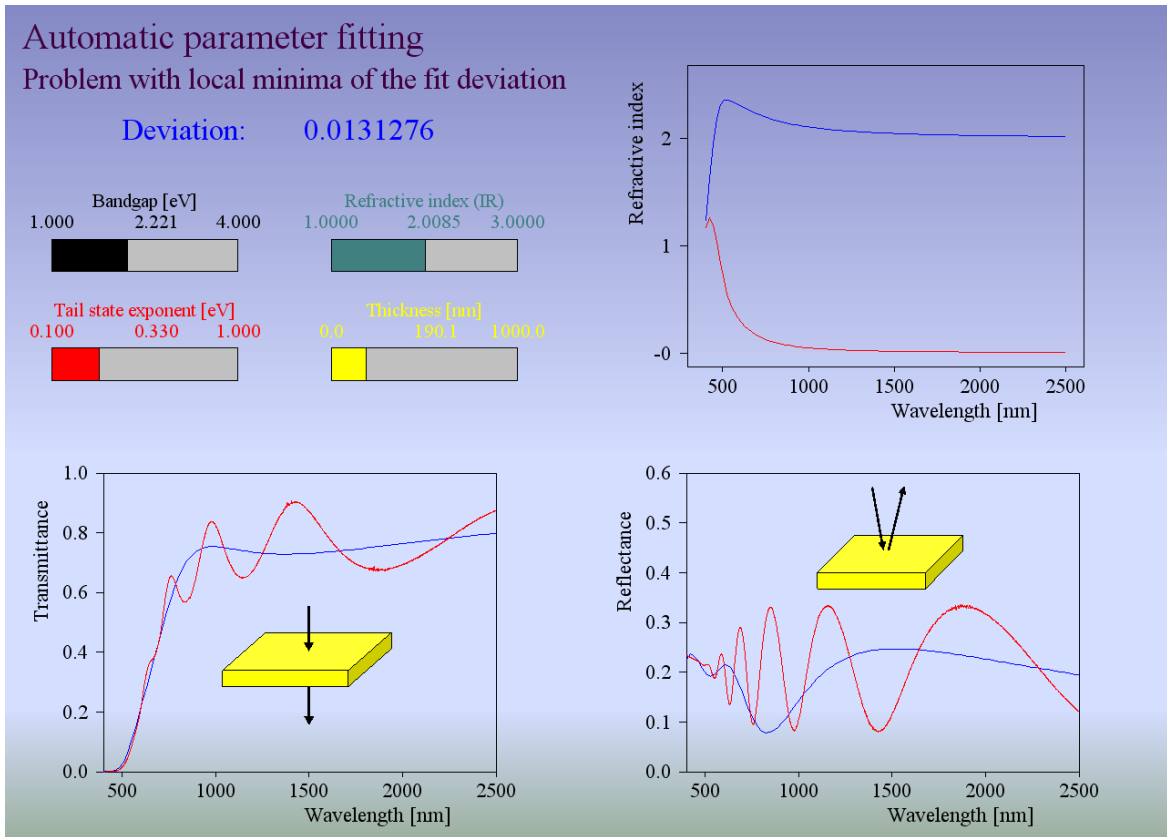 Automatic parameter fitting
Problem with local minima of the fit deviation
Deviation: 0.0131276
Bandgap [eV]
1.000 2.221 4.000
Refractive index (IR)
1.0000 2.0085 3.0000
Tail state exponent [eV]
0.100 0.330 1.000
Thickness [nm]
0.0 190.1 1000.0
Refractive index
2
1
-0
500 1000 1500 2000 2500
Wavelength [nm]
Transmittance
1.0
0.8
0.6
0.4
0.2
0.0
500 1000 1500 2000 2500
Wavelength [nm]
Reflectance
0.6
0.5
0.4
0.3
0.2
0.1
0.0
500 1000 1500 2000 2500
Wavelength [nm]